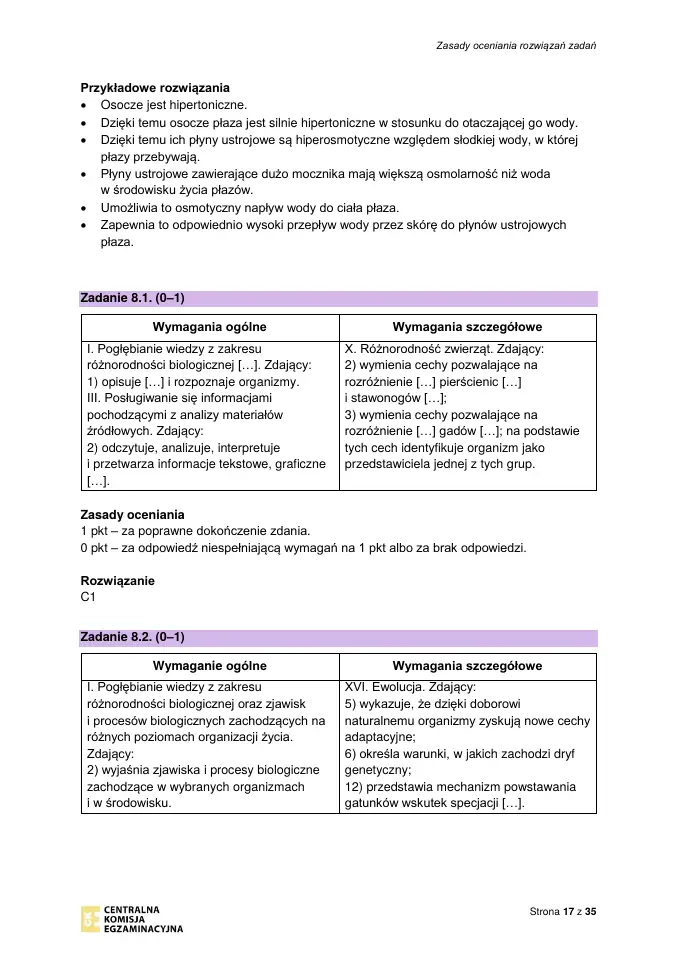 Zasady oceniania rozwiązań zadań
Przykładowe rozwiązania
• Osocze jest hipertoniczne.
• Dzięki temu osocze płaza jest silnie hipertoniczne w stosunku do otaczającej go wody.
• Dzięki temu ich płyny ustrojowe są hiperosmotyczne względem słodkiej wody, w której
płazy przebywają.
• Płyny ustrojowe zawierające dużo mocznika mają większą osmolarność niż woda
w środowisku życia płazów.
• Umożliwia to osmotyczny napływ wody do ciała płaza.
• Zapewnia to odpowiednio wysoki przepływ wody przez skórę do płynów ustrojowych
płaza.
Zadanie 8.1. (0–1)
Wymagania ogólne
I. Pogłębianie wiedzy z zakresu
różnorodności biologicznej […]. Zdający:
1) opisuje […] i rozpoznaje organizmy.
III. Posługiwanie się informacjami
pochodzącymi z analizy materiałów
źródłowych. Zdający:
2) odczytuje, analizuje, interpretuje
i przetwarza informacje tekstowe, graficzne
[…].
Wymagania szczegółowe
X. Różnorodność zwierząt. Zdający:
2) wymienia cechy pozwalające na
rozróżnienie […] pierścienic […]
i stawonogów […];
3) wymienia cechy pozwalające na
rozróżnienie […] gadów […]; na podstawie
tych cech identyfikuje organizm jako
przedstawiciela jednej z tych grup.
Zasady oceniania
1 pkt – za poprawne dokończenie zdania.
0 pkt – za odpowiedź niespełniającą wymagań na 1 pkt albo za brak odpowiedzi.
Rozwiązanie
C1
Zadanie 8.2. (0–1)
Wymaganie ogólne
I. Pogłębianie wiedzy z zakresu
różnorodności biologicznej oraz zjawisk
i procesów biologicznych zachodzących na
różnych poziomach organizacji życia.
Zdający:
2) wyjaśnia zjawiska i procesy biologiczne
zachodzące w wybranych organizmach
i w środowisku.
Wymagania szczegółowe
XVI. Ewolucja. Zdający:
5) wykazuje, że dzięki doborowi
naturalnemu organizmy zyskują nowe cechy
adaptacyjne;
6) określa warunki, w jakich zachodzi dryf
genetyczny;
12) przedstawia mechanizm powstawania
gatunków wskutek specjacji […].
CKE
CENTRALNA
KOMISJA
EGZAMINACYJNA
Strona 17 z 35